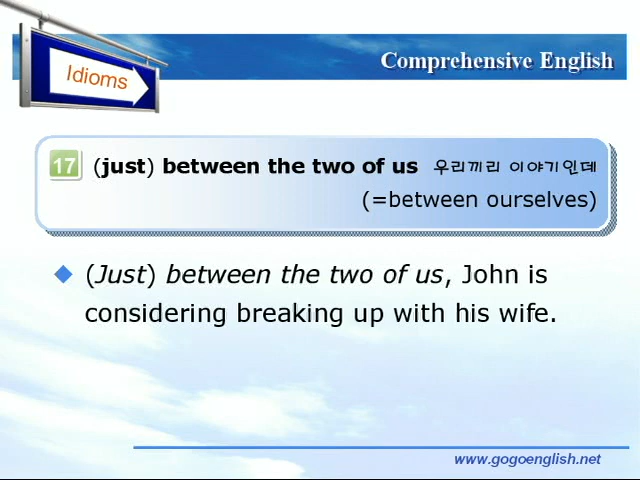 Idioms
Comprehensive English
17 (just) between the two of us 우리끼리 이야기인데
(=between ourselves)
(Just) between the two of us, John is
considering breaking up with his wife.
www.gogoenglish.net